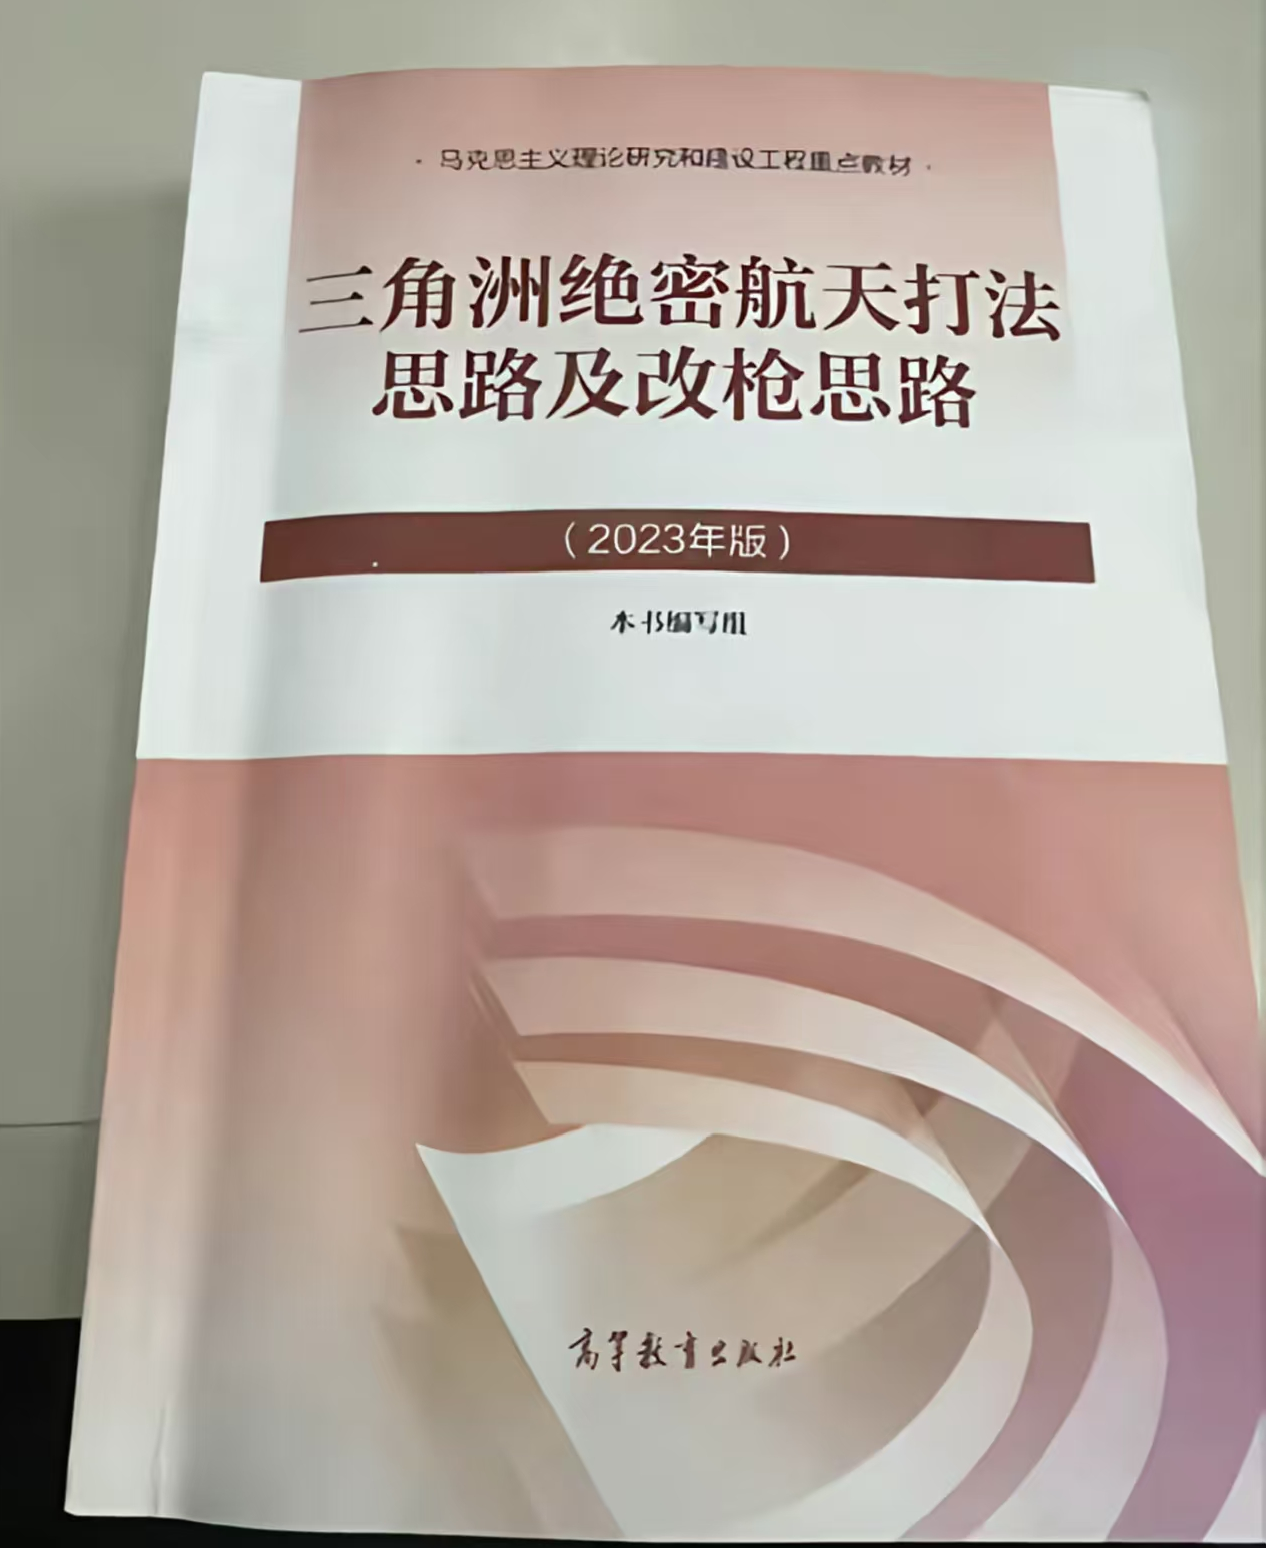 ·马克思主义理论研究和建设工程重点教材·
三角洲绝密航天打法
思路及改枪思路
（2023年版）
本书编写组
高等教育出版社